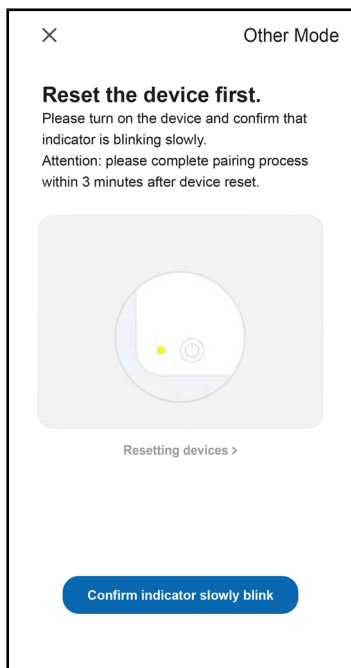 Other Mode
Reset the device first.
Please turn on the device and confirm that
indicator is blinking slowly.
Attention: please complete pairing process
within 3 minutes after device reset.
Resetting devices >
Confirm indicator slowly blink